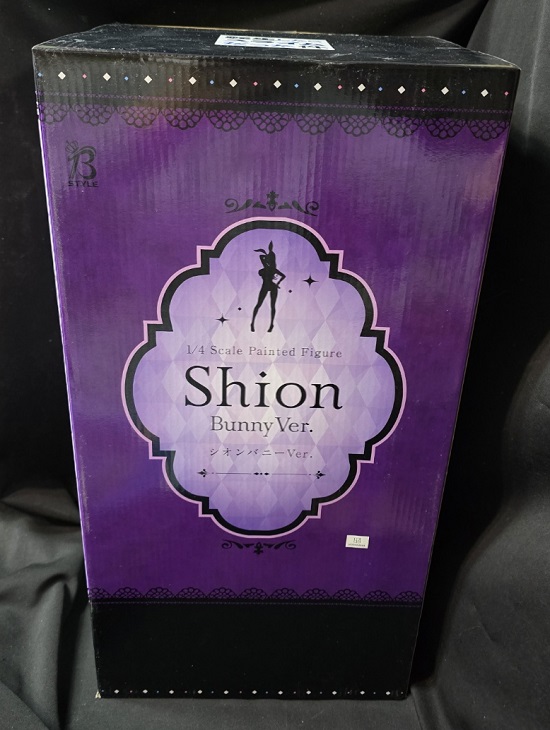 B
STYLE
1/4 Scale Painted Figure
Shion
Bunny Ver.
シオンバニーVer.